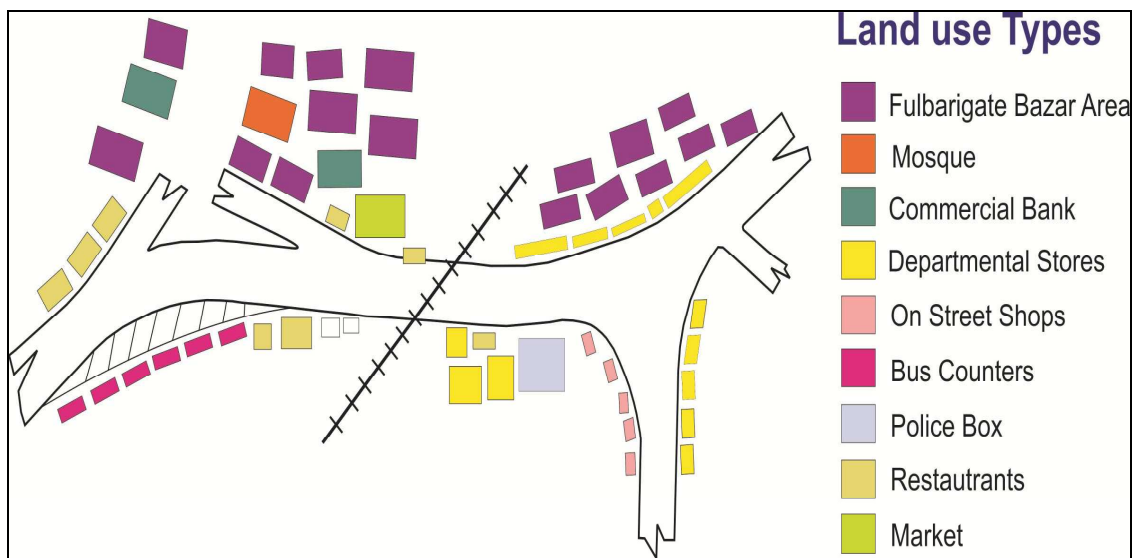 Land use Types
Fulbarigate Bazar Area
Mosque
Commercial Bank
Departmental Stores
On Street Shops
Bus Counters
Police Box
Restautrants
Market